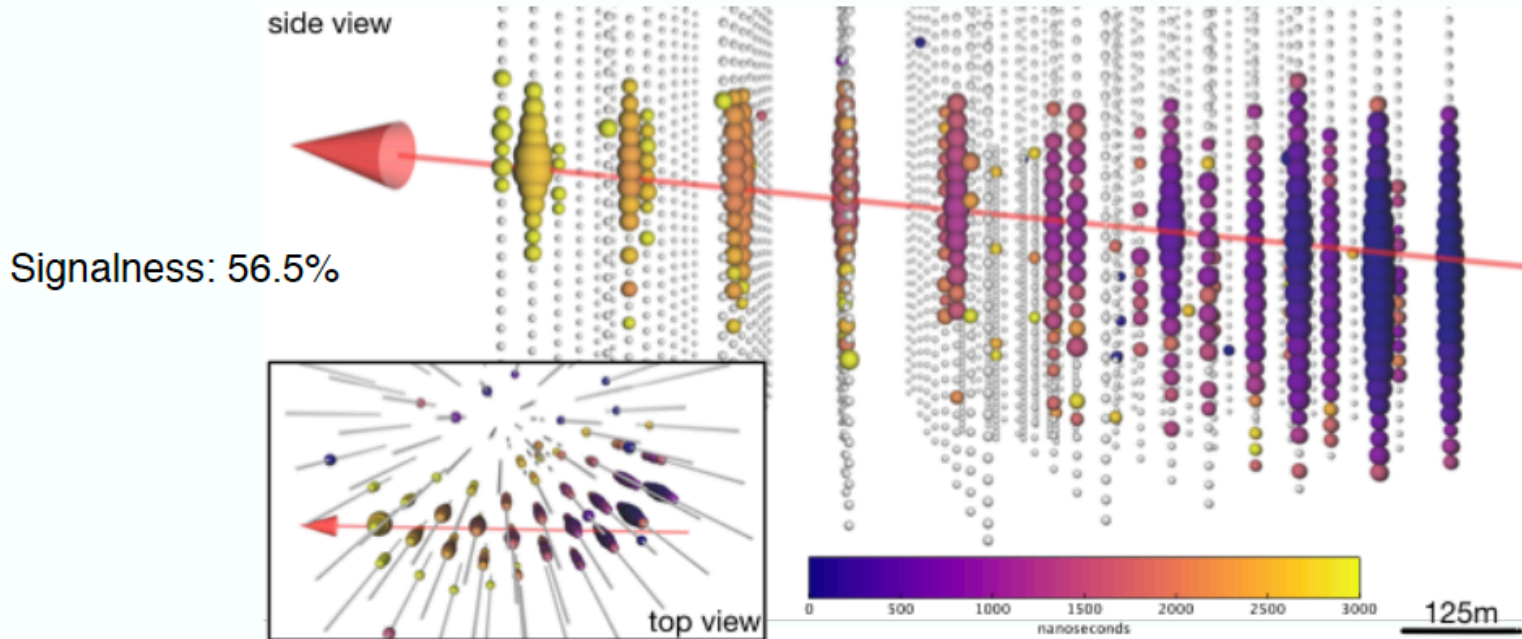 side view
Signalness: 56.5%
top view
0 500 1000 1500 2000 2500 3000
nanoseconds
125m